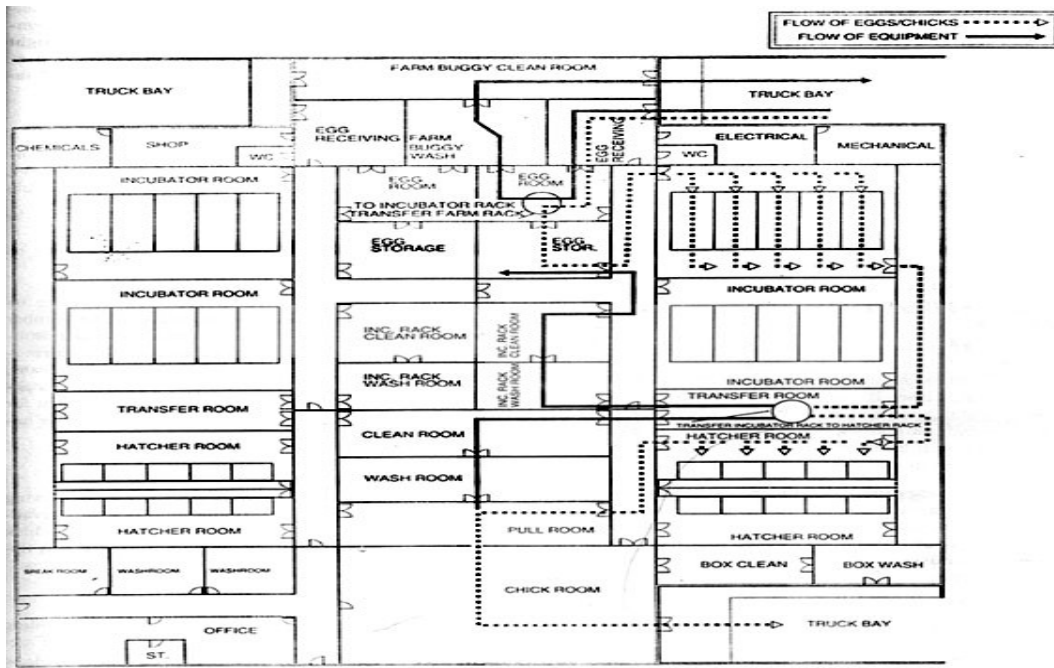 FLOW OF EGGS/CHICKS
FLOW OF EQUIPMENT
FARM BUGGY CLEAN ROOM
TRUCK BAY
TRUCK BAY
EGG RECEIVING
FARM BUGGY WASH
EGG RECEIVING
ELECTRICAL
MECHANICAL
CHEMICALS
SHOP
WC
WC
INCUBATOR ROOM
EGG ROOM
EGG ROOM
TO INCUBATOR RACK
TRANSFER FARM RACK
EGG STORAGE
EGG STOR.
INCUBATOR ROOM
INCUBATOR ROOM
INC. RACK CLEAN ROOM
INC. RACK CLEAN ROOM
INC. RACK WASH ROOM
INC. RACK WASH ROOM
INCUBATOR ROOM
TRANSFER ROOM
TRANSFER ROOM
TRANSFER INCUBATOR RACK TO HATCHER RACK
CLEAN ROOM
HATCHER ROOM
HATCHER ROOM
WASH ROOM
HATCHER ROOM
PULL ROOM
HATCHER ROOM
BREAK ROOM
WASHROOM
WASHROOM
BOX CLEAN
BOX WASH
CHICK ROOM
OFFICE
TRUCK BAY
ST.